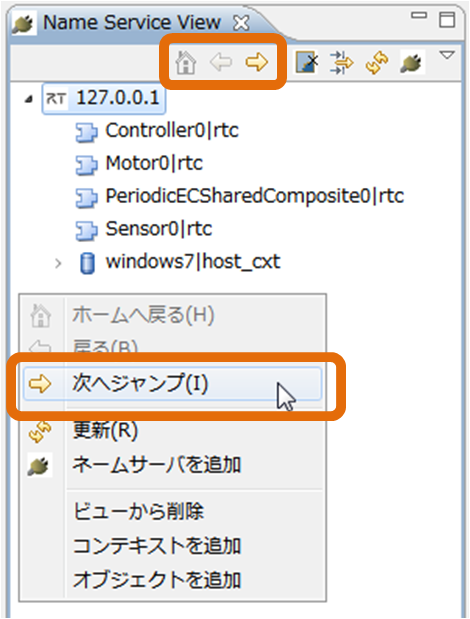 Name Service View
RT 127.0.0.1
Controller0|rtc
Motor0|rtc
PeriodicECSharedComposite0|rtc
Sensor0|rtc
windows7|host_cxt
ホームへ戻る(H)
戻る(B)
次へジャンプ(I)
更新(R)
ネームサーバを追加
ビューから削除
コンテキストを追加
オブジェクトを追加